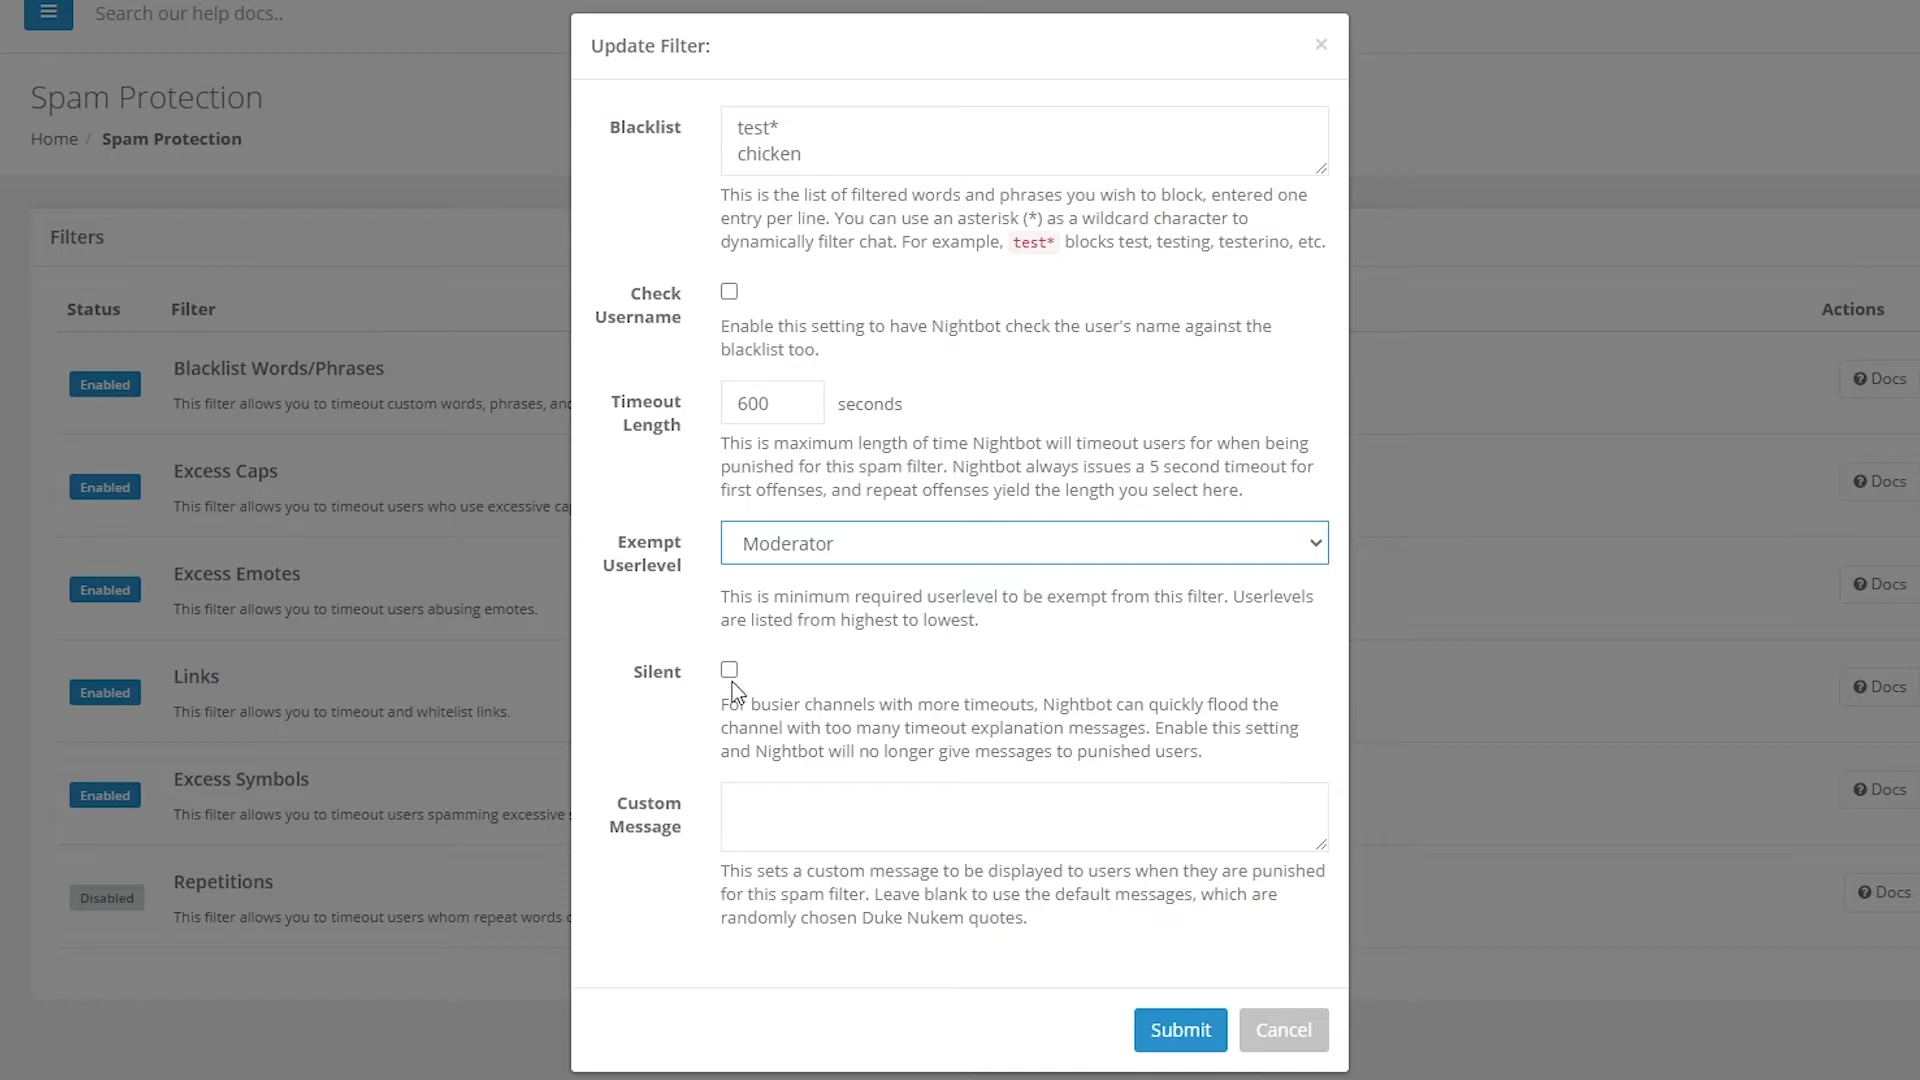 Search our help docs..
Spam Protection
Home / Spam Protection
Filters
Status Filter Actions
Enabled Blacklist Words/Phrases
This filter allows you to timeout custom words, phrases, and
Docs
Enabled Excess Caps
This filter allows you to timeout users who use excessive
Docs
Enabled Excess Emotes
This filter allows you to timeout users abusing emotes.
Docs
Enabled Links
This filter allows you to timeout and whitelist links.
Docs
Enabled Excess Symbols
This filter allows you to timeout users spamming excessive
Docs
Disabled Repetitions
This filter allows you to timeout users whom repeat words
Docs
Update Filter:
×
Blacklist
test*
chicken
This is the list of filtered words and phrases you wish to block, entered one
entry per line. You can use an asterisk (*) as a wildcard character to
dynamically filter chat. For example, test* blocks test, testing, testerino, etc.
Check
Username
Enable this setting to have Nightbot check the user's name against the
blacklist too.
Timeout
Length
600 seconds
This is maximum length of time Nightbot will timeout users for when being
punished for this spam filter. Nightbot always issues a 5 second timeout for
first offenses, and repeat offenses yield the length you select here.
Exempt
Userlevel
Moderator
This is minimum required userlevel to be exempt from this filter. Userlevels
are listed from highest to lowest.
Silent
For busier channels with more timeouts, Nightbot can quickly flood the
channel with too many timeout explanation messages. Enable this setting
and Nightbot will no longer give messages to punished users.
Custom
Message
This sets a custom message to be displayed to users when they are punished
for this spam filter. Leave blank to use the default messages, which are
randomly chosen Duke Nukem quotes.
Submit Cancel